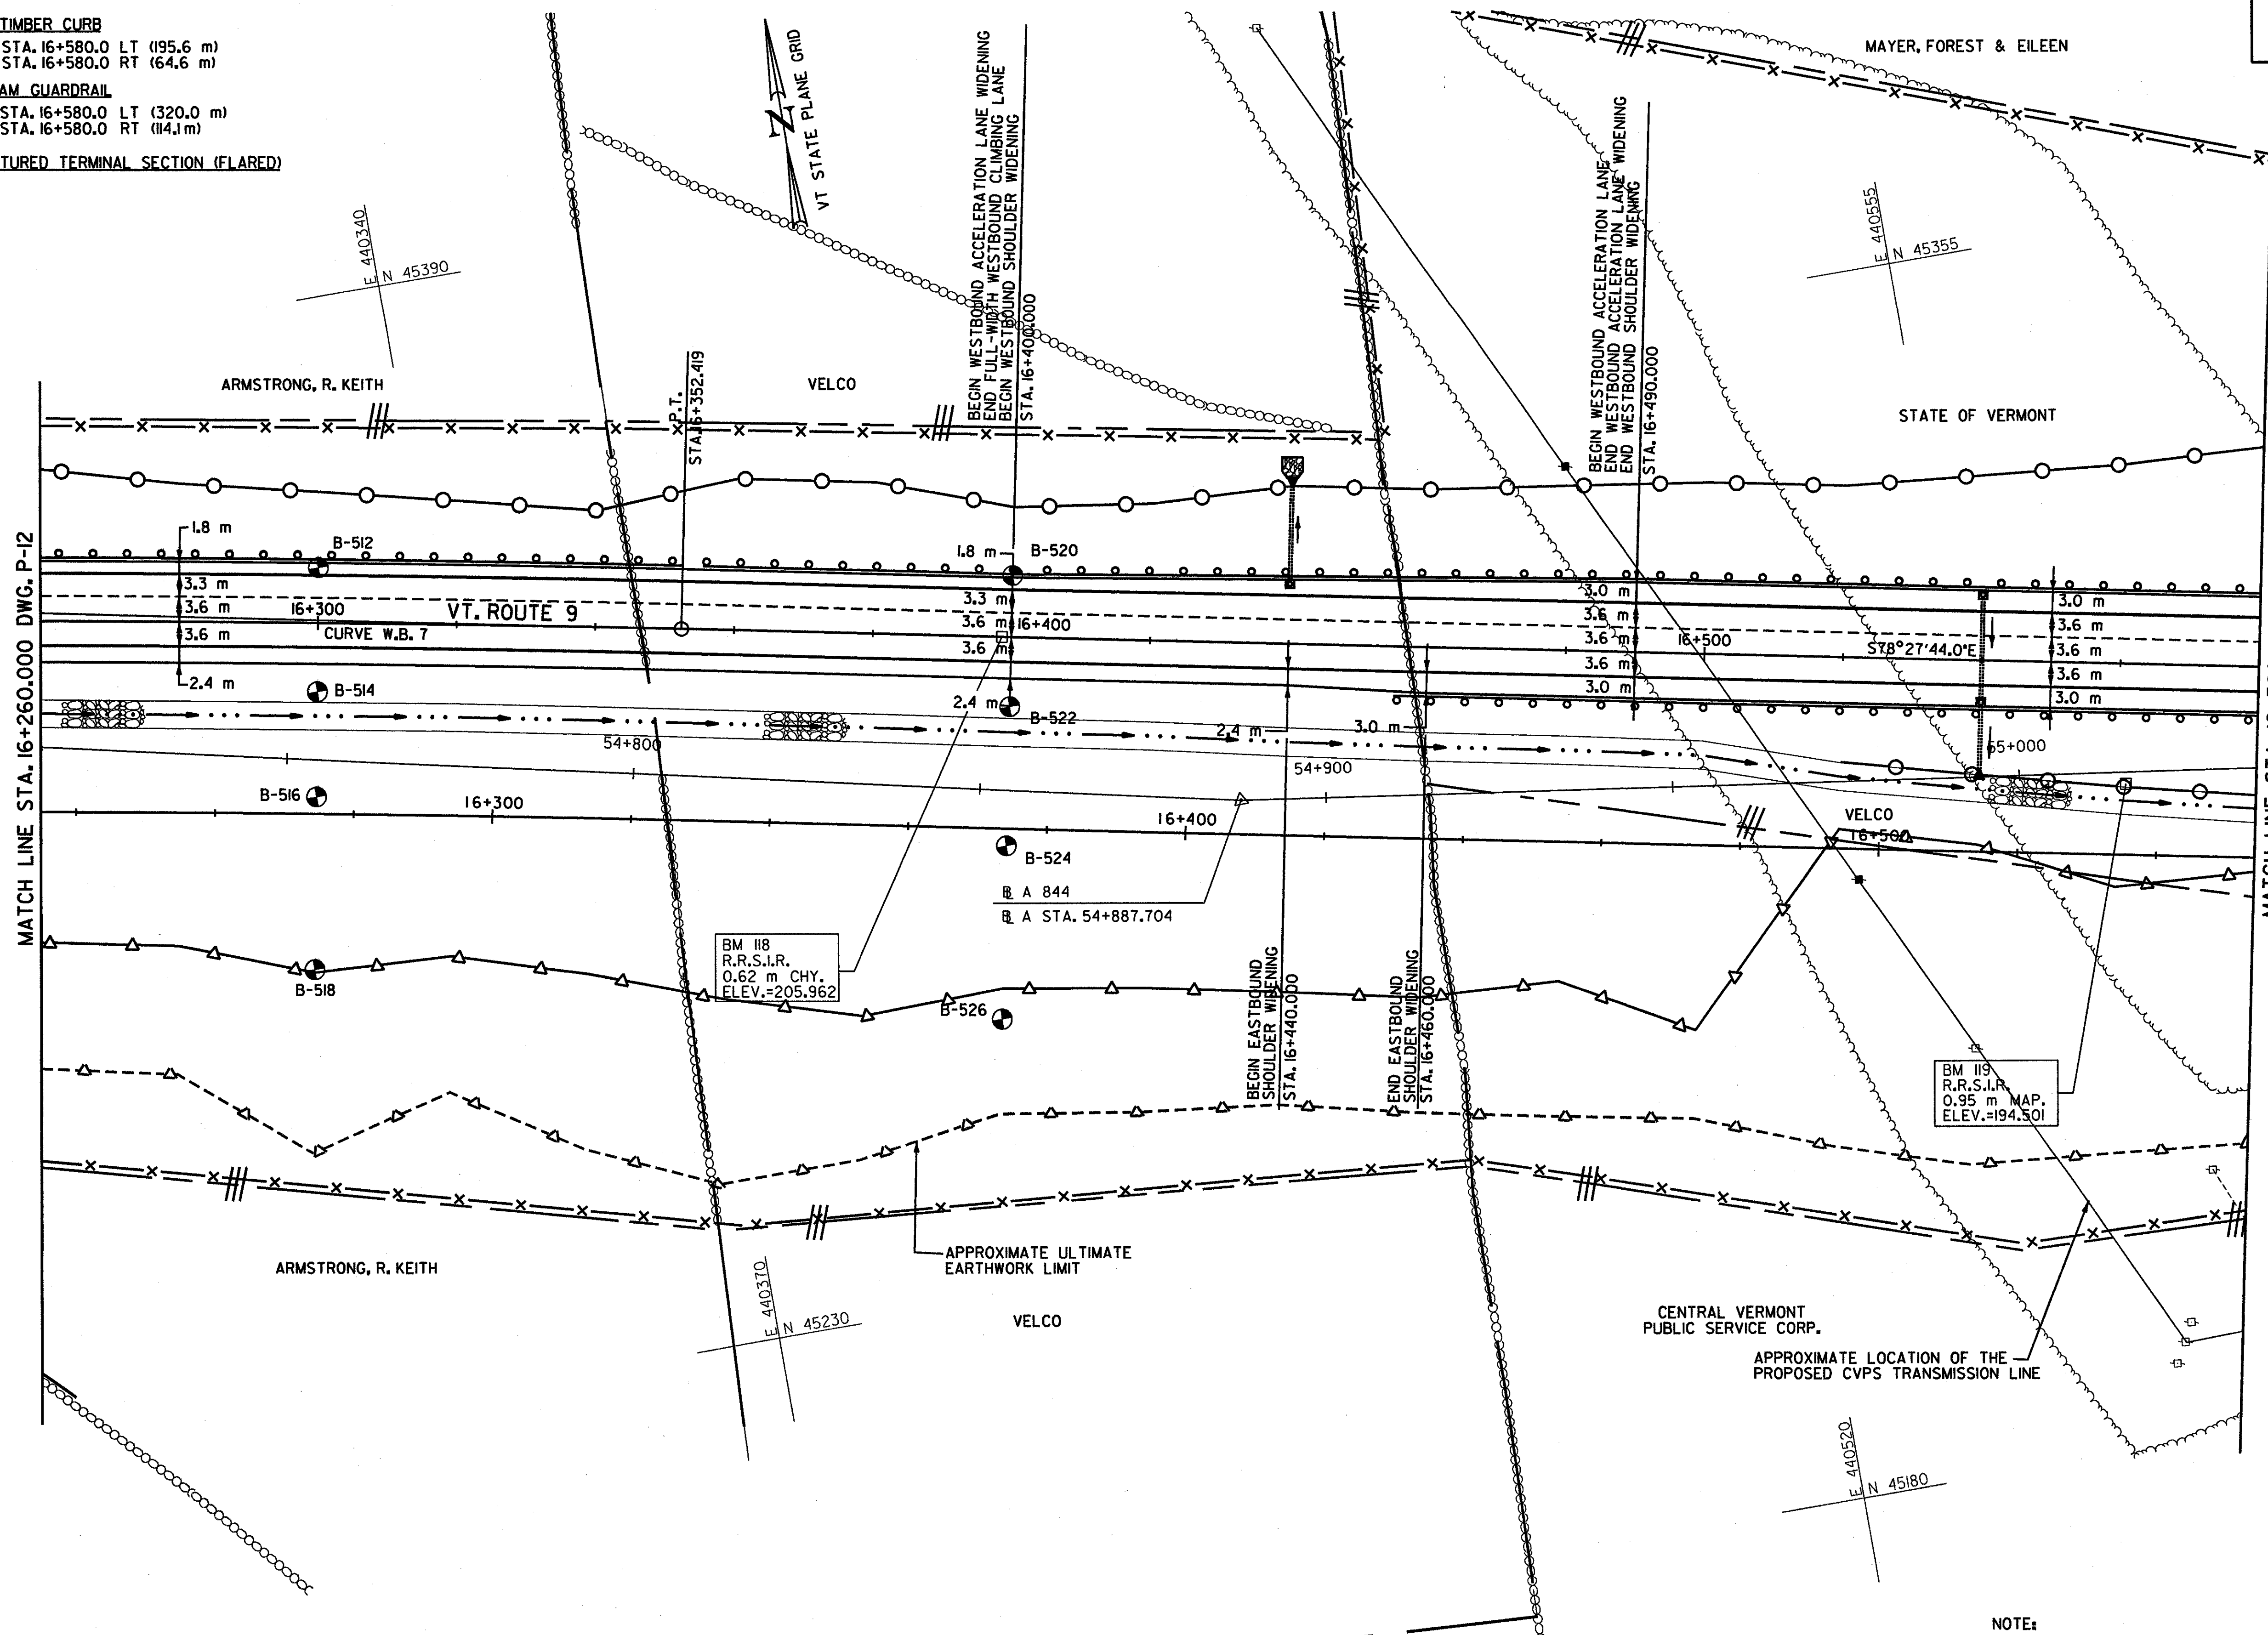 TIMBER CURB
STA. 16+580.0 LT (195.6 m)
STA. 16+580.0 RT (64.6 m)
AM GUARDRAIL
STA. 16+580.0 LT (320.0 m)
STA. 16+580.0 RT (114.1 m)
TURED TERMINAL SECTION (FLARED)
VT STATE PLANE GRID
N
MAYER, FOREST & EILEEN
E 440340
N 45390
E 440555
N 45355
BEGIN WESTBOUND ACCELERATION LANE WIDENING
END FULL-WIDTH WESTBOUND CLIMBING LANE
BEGIN WESTBOUND SHOULDER WIDENING
STA. 16+400.000
BEGIN WESTBOUND ACCELERATION LANE
END WESTBOUND ACCELERATION LANE WIDENING
END WESTBOUND SHOULDER WIDENING
STA. 16+490.000
ARMSTRONG, R. KEITH
P.T.
STA. 16+352.419
VELCO
STATE OF VERMONT
MATCH LINE STA. 16+260.000 DWG. P-12
1.8 m
B-512
1.8 m
B-520
3.3 m
3.6 m
3.6 m
2.4 m
16+300
VT. ROUTE 9
CURVE W.B. 7
3.3 m
3.6 m
3.6 m
2.4 m
16+400
3.0 m
3.6 m
3.6 m
3.6 m
3.0 m
16+500
S78°27'44.0"E
3.0 m
3.6 m
3.6 m
3.6 m
3.0 m
B-514
B-522
2.4 m
3.0 m
54+800
54+900
55+000
B-516
16+300
16+400
VELCO
16+500
B-524
BL A 844
BL A STA. 54+887.704
BM 118
R.R.S.I.R.
0.62 m CHY.
ELEV.=205.962
B-518
B-526
BEGIN EASTBOUND
SHOULDER WIDENING
STA. 16+440.000
END EASTBOUND
SHOULDER WIDENING
STA. 16+460.000
BM 119
R.R.S.I.R.
0.95 m MAP.
ELEV.=194.501
APPROXIMATE ULTIMATE
EARTHWORK LIMIT
ARMSTRONG, R. KEITH
E 440370
N 45230
VELCO
CENTRAL VERMONT
PUBLIC SERVICE CORP.
APPROXIMATE LOCATION OF THE
PROPOSED CVPS TRANSMISSION LINE
E 440520
N 45180
NOTE: